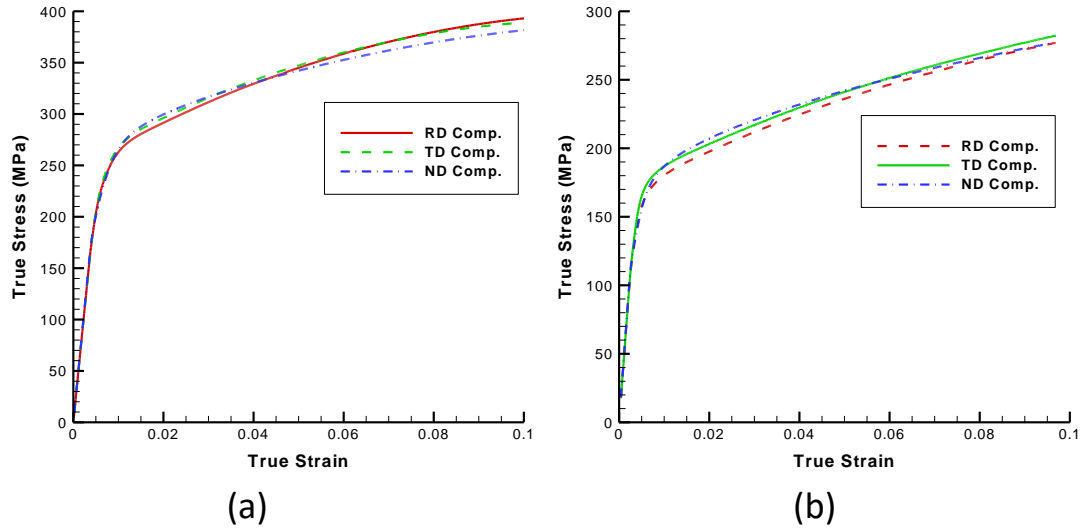 400
350
300
250
200
150
100
50
0
True Stress (MPa)
RD Comp.
TD Comp.
ND Comp.
0 0.02 0.04 0.06 0.08 0.1
True Strain
(a)
300
250
200
150
100
50
0
True Stress (MPa)
RD Comp.
TD Comp.
ND Comp.
0 0.02 0.04 0.06 0.08 0.1
True Strain
(b)